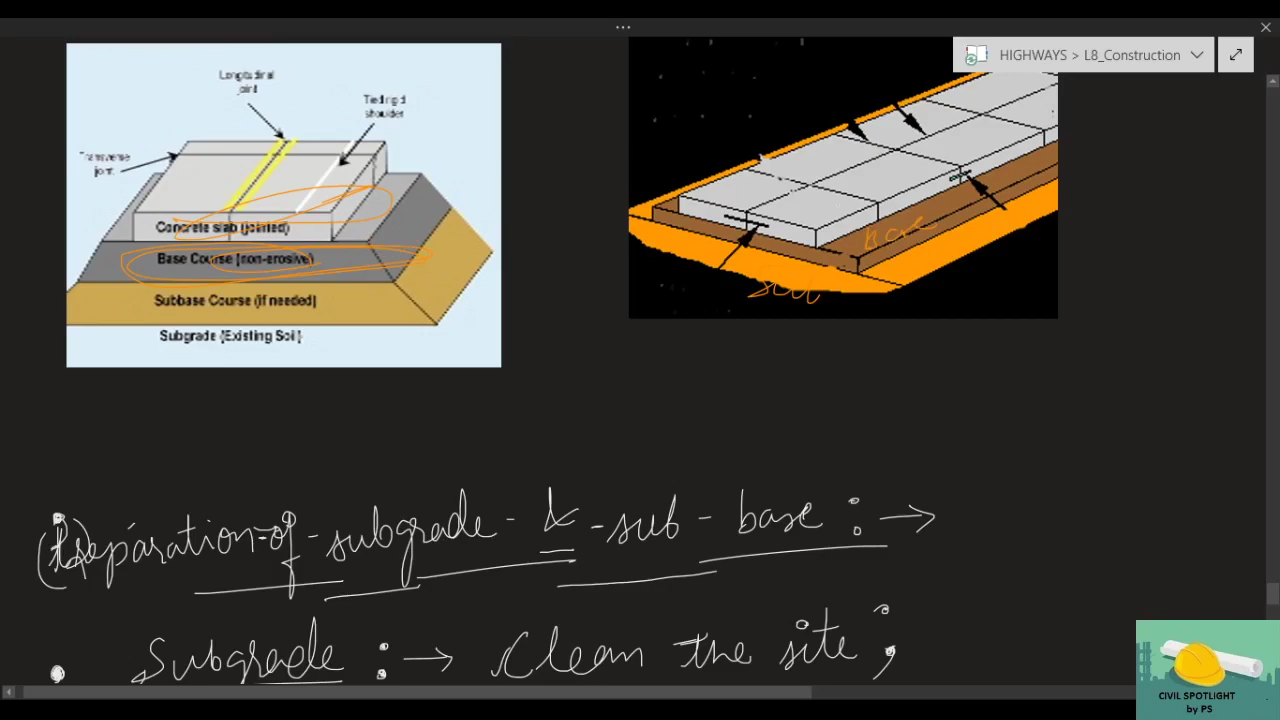 HIGHWAYS > L8_Construction
Longitudinal
joint
Tied rigid
shoulder
Transverse
joint
Concrete slab (jointed)
Base Course (non-erosive)
Subbase Course (if needed)
Subgrade (Existing Soil)
base
soil
(i) Preparation-of-subgrade-&-sub-base :→
• Subgrade :→ Clean the site ;
CIVIL SPOTLIGHT
by PS